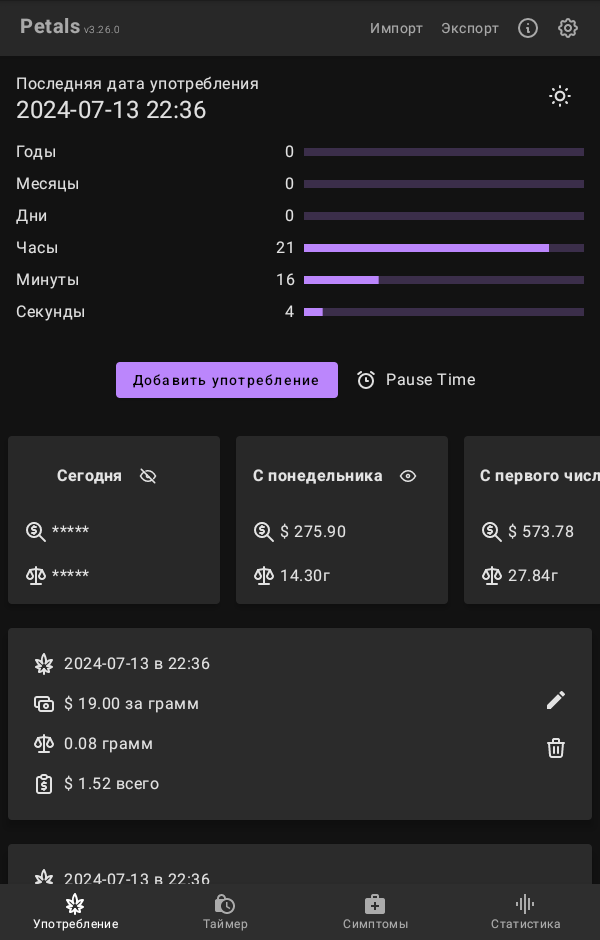 Petals v3.26.0 Импорт Экспорт
Последняя дата употребления
2024-07-13 22:36
Годы 0
Месяцы 0
Дни 0
Часы 21
Минуты 16
Секунды 4
Добавить употребление Pause Time
Сегодня
*****
*****
С понедельника
$ 275.90
14.30г
С первого числ
$ 573.78
27.84г
2024-07-13 в 22:36
$ 19.00 за грамм
0.08 грамм
$ 1.52 всего
2024-07-13 в 22:36
Употребление Таймер Симптомы Статистика